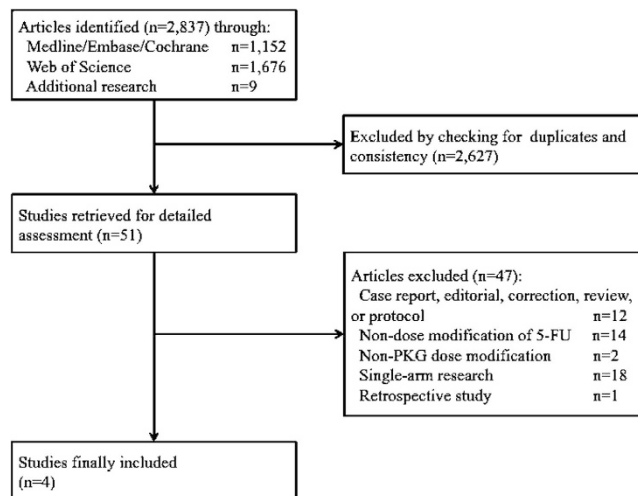 Articles identified (n=2,837) through:
Medline/Embase/Cochrane n=1,152
Web of Science n=1,676
Additional research n=9
Excluded by checking for duplicates and
consistency (n=2,627)
Studies retrieved for detailed
assessment (n=51)
Articles excluded (n=47):
Case report, editorial, correction, review,
or protocol n=12
Non-dose modification of 5-FU n=14
Non-PKG dose modification n=2
Single-arm research n=18
Retrospective study n=1
Studies finally included
(n=4)